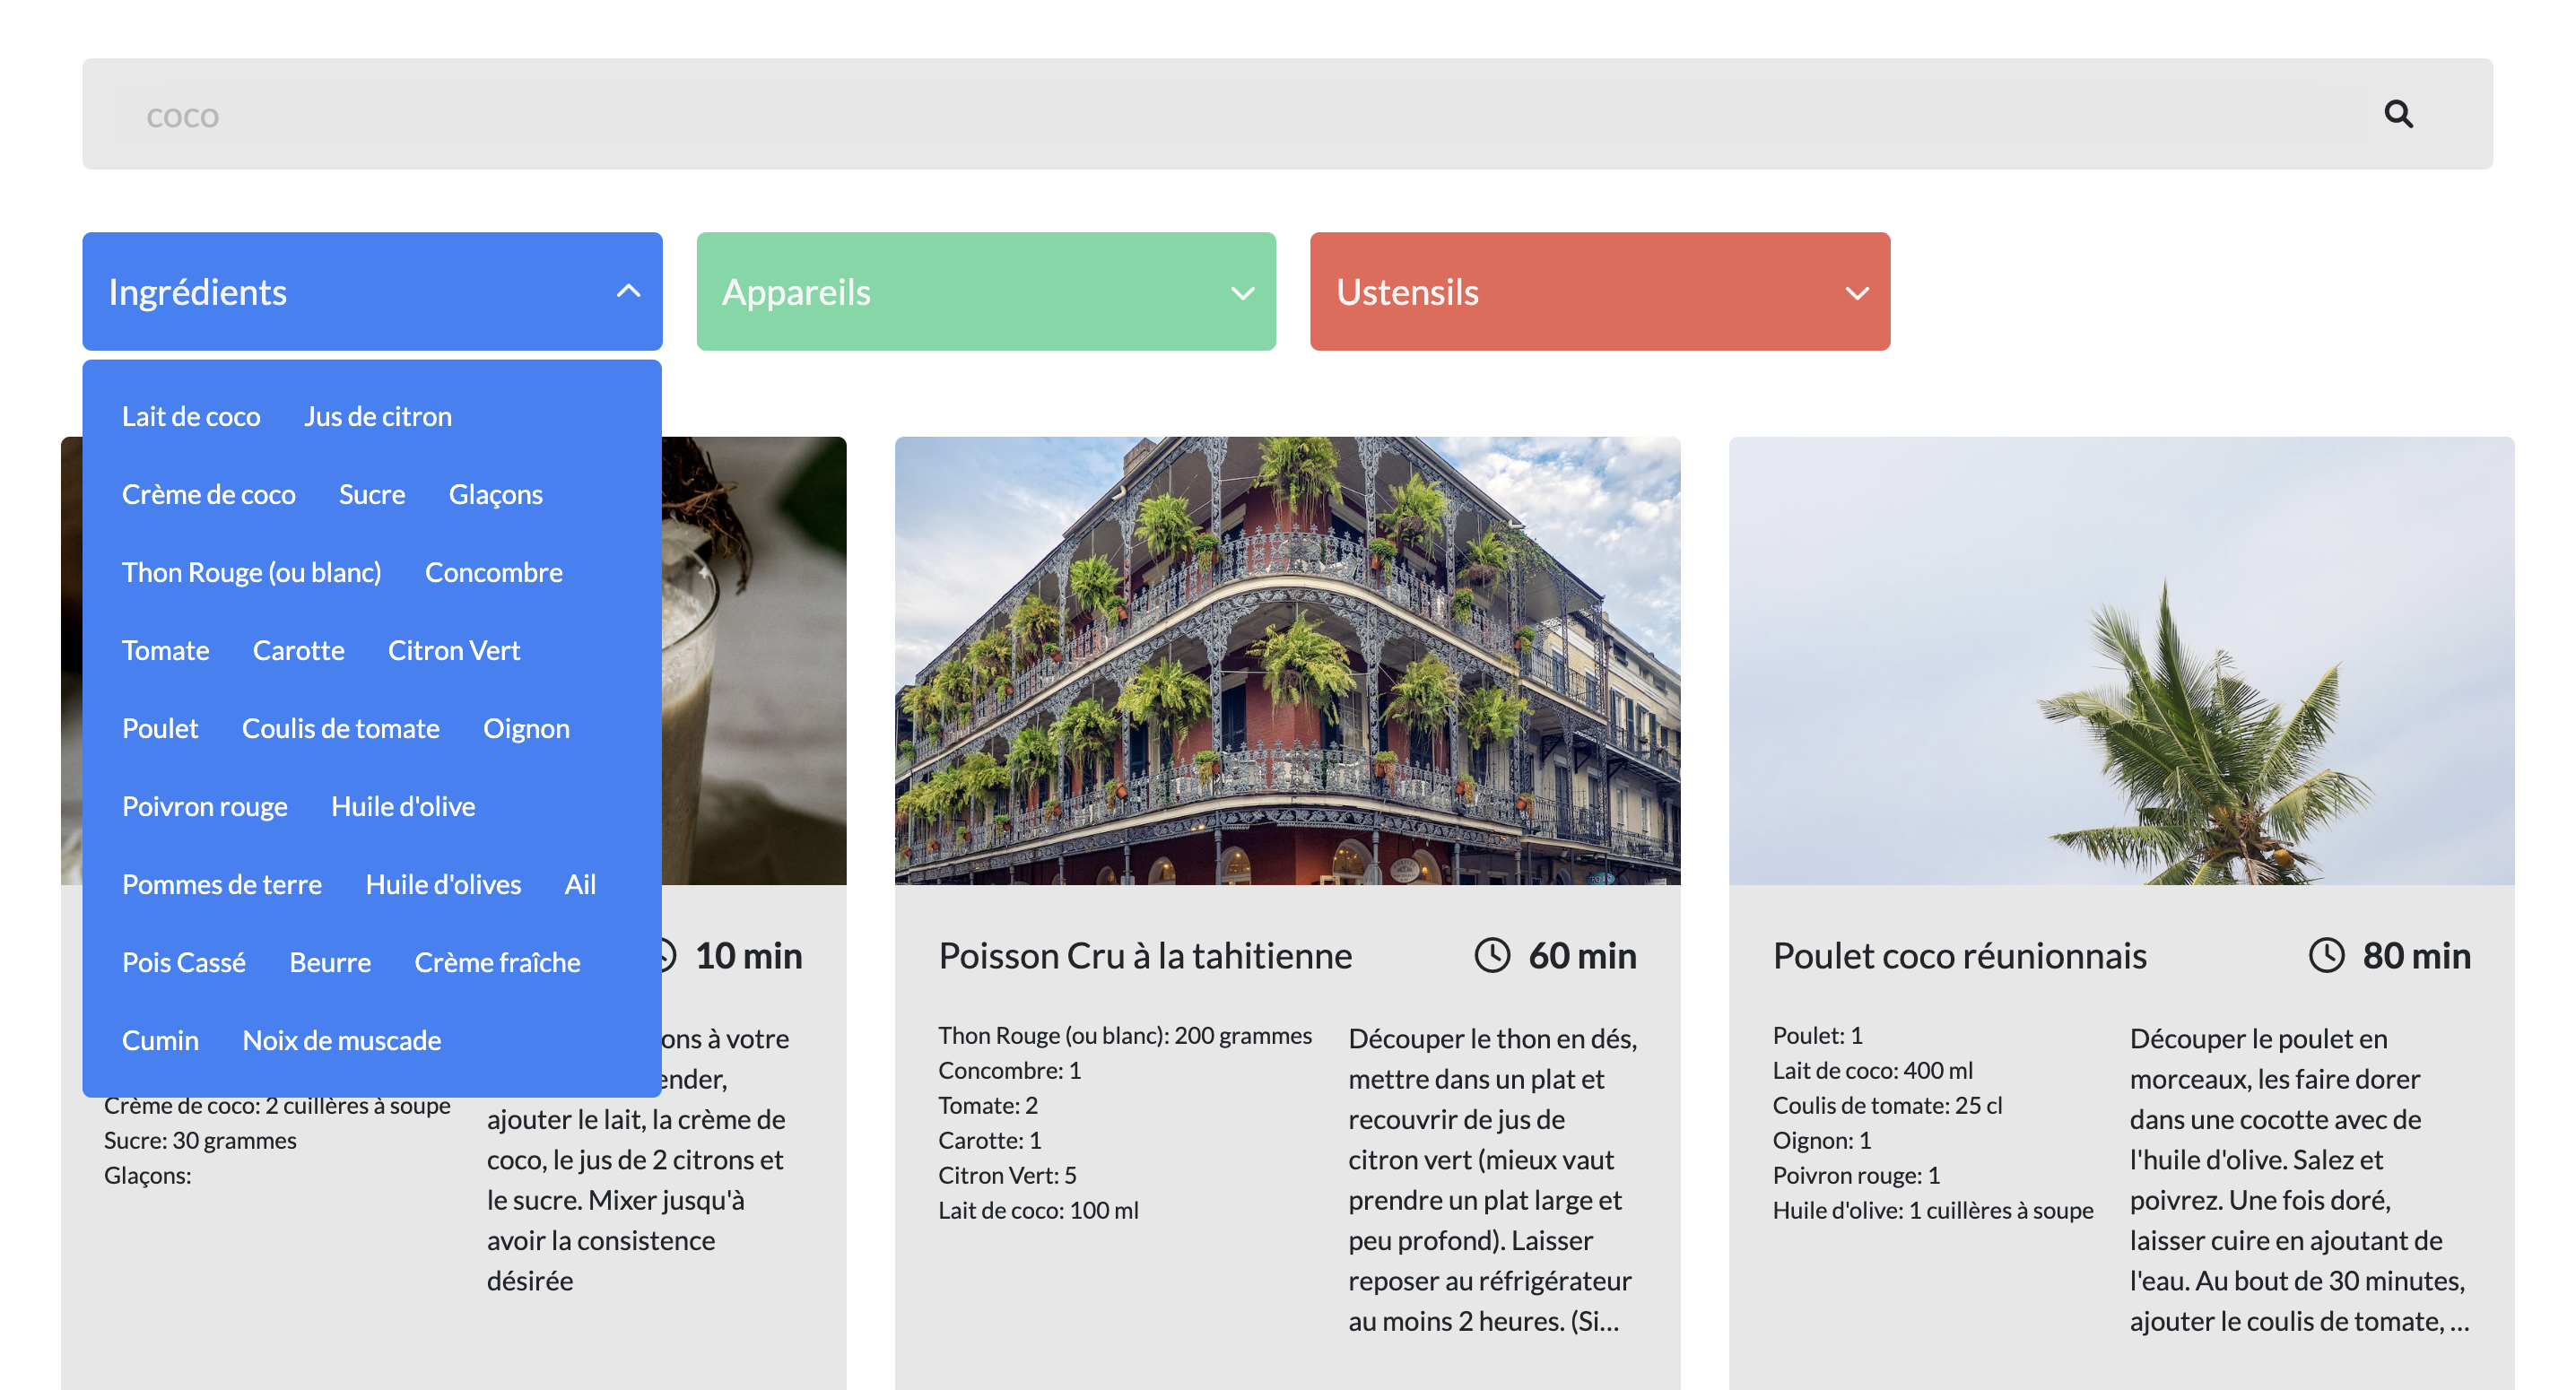 coco
Ingrédients
Appareils
Ustensils
Lait de coco Jus de citron
Crème de coco Sucre Glaçons
Thon Rouge (ou blanc) Concombre
Tomate Carotte Citron Vert
Poulet Coulis de tomate Oignon
Poivron rouge Huile d'olive
Pommes de terre Huile d'olives Ail
Pois Cassé Beurre Crème fraîche
Cumin Noix de muscade
10 min
Crème de coco: 2 cuillères à soupe
Sucre: 30 grammes
Glaçons:
ons à votre
ender,
ajouter le lait, la crème de
coco, le jus de 2 citrons et
le sucre. Mixer jusqu'à
avoir la consistence
désirée
Poisson Cru à la tahitienne
60 min
Thon Rouge (ou blanc): 200 grammes
Concombre: 1
Tomate: 2
Carotte: 1
Citron Vert: 5
Lait de coco: 100 ml
Découper le thon en dés,
mettre dans un plat et
recouvrir de jus de
citron vert (mieux vaut
prendre un plat large et
peu profond). Laisser
reposer au réfrigérateur
au moins 2 heures. (Si...
Poulet coco réunionnais
80 min
Poulet: 1
Lait de coco: 400 ml
Coulis de tomate: 25 cl
Oignon: 1
Poivron rouge: 1
Huile d'olive: 1 cuillères à soupe
Découper le poulet en
morceaux, les faire dorer
dans une cocotte avec de
l'huile d'olive. Salez et
poivrez. Une fois doré,
laisser cuire en ajoutant de
l'eau. Au bout de 30 minutes,
ajouter le coulis de tomate, ...